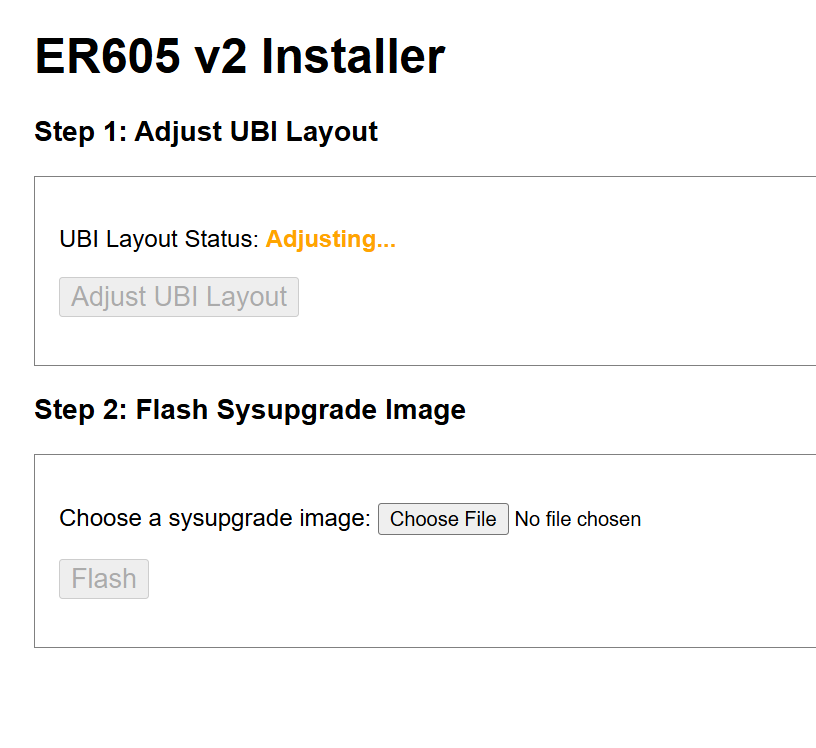 ER605 v2 Installer
Step 1: Adjust UBI Layout
UBI Layout Status: Adjusting...
Adjust UBI Layout
Step 2: Flash Sysupgrade Image
Choose a sysupgrade image: Choose File No file chosen
Flash